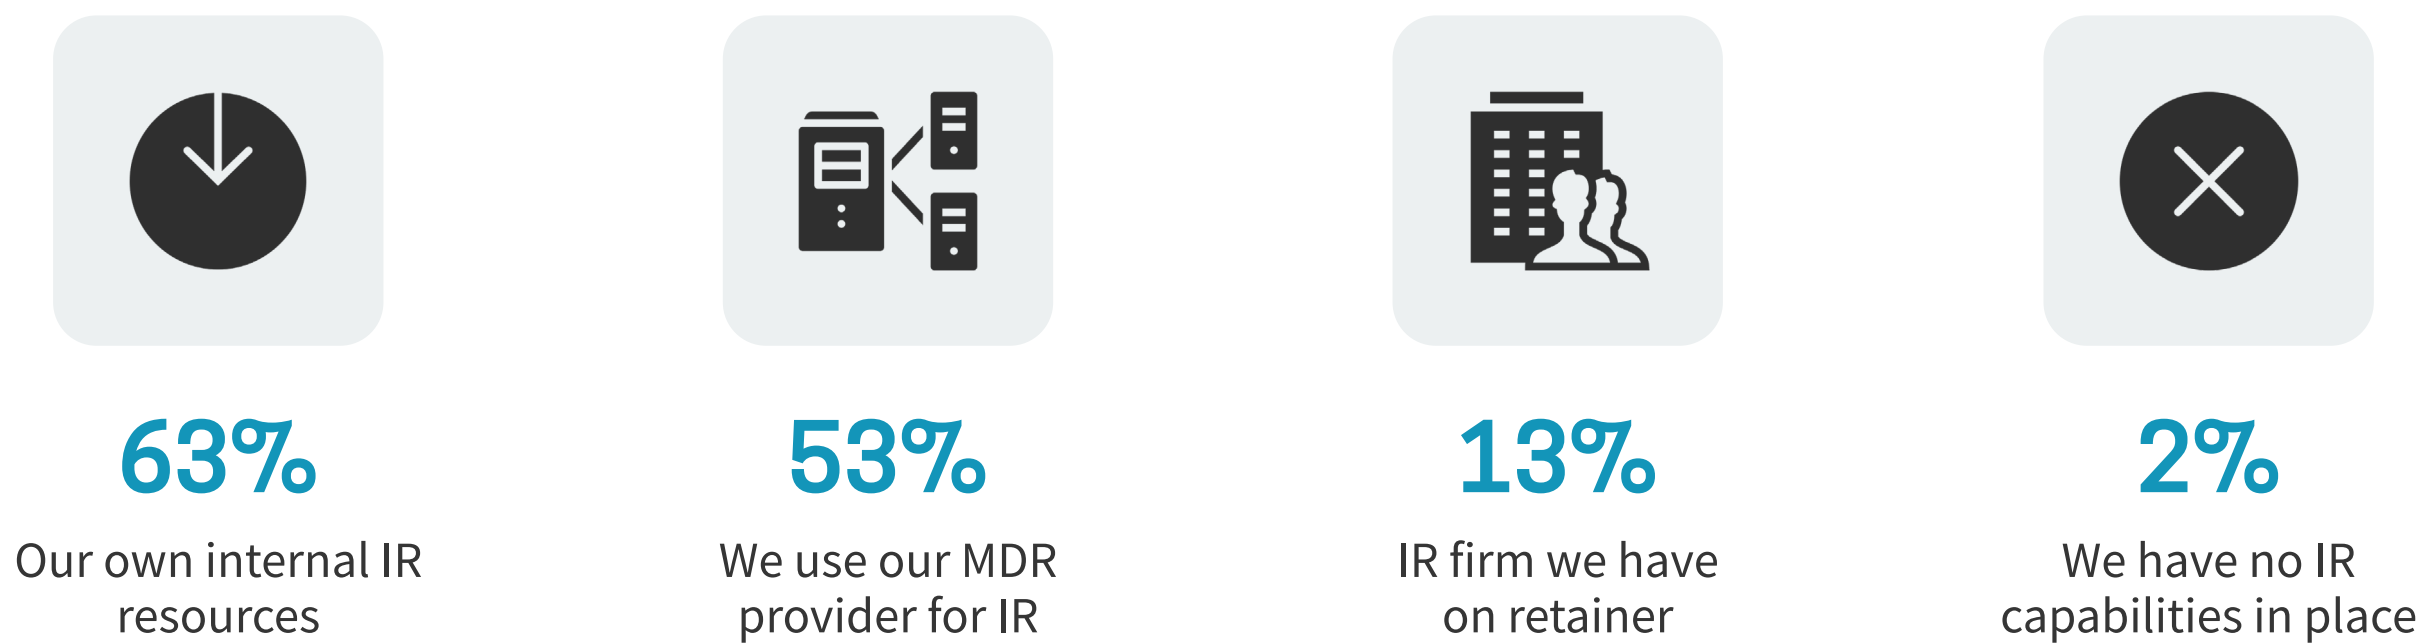 63%
Our own internal IR
resources
53%
We use our MDR
provider for IR
13%
IR firm we have
on retainer
2%
We have no IR
capabilities in place